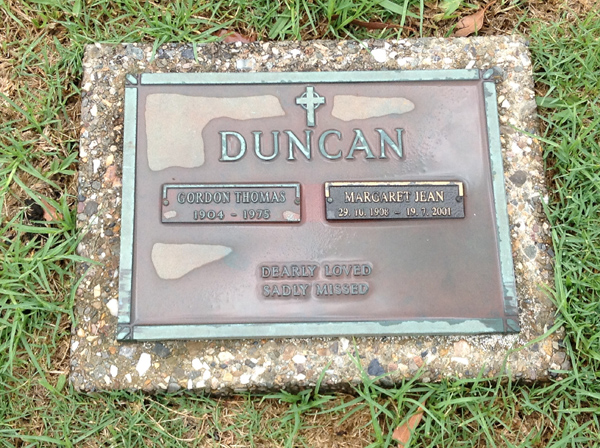 DUNCAN
GORDON THOMAS
1904 - 1975
MARGARET JEAN
29. 10. 1908 - 19. 7. 2001
DEARLY LOVED
SADLY MISSED